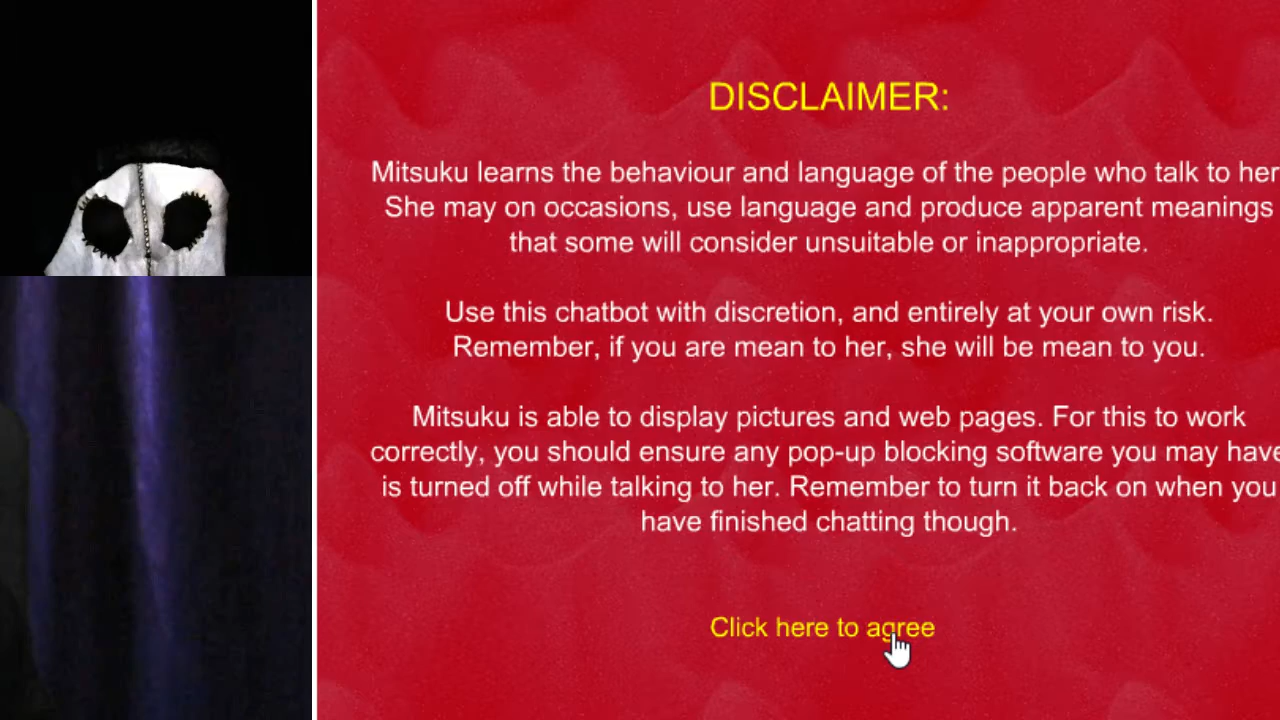 DISCLAIMER:
Mitsuku learns the behaviour and language of the people who talk to her
She may on occasions, use language and produce apparent meanings
that some will consider unsuitable or inappropriate.
Use this chatbot with discretion, and entirely at your own risk.
Remember, if you are mean to her, she will be mean to you.
Mitsuku is able to display pictures and web pages. For this to work
correctly, you should ensure any pop-up blocking software you may have
is turned off while talking to her. Remember to turn it back on when you
have finished chatting though.
Click here to agree